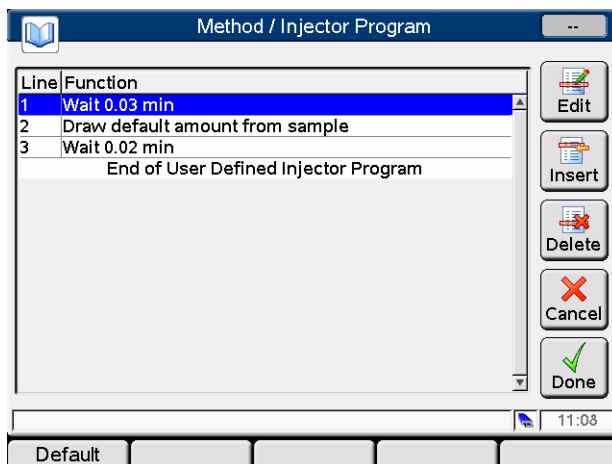 Method / Injector Program
--
Line Function
1 Wait 0.03 min
2 Draw default amount from sample
3 Wait 0.02 min
End of User Defined Injector Program
Edit
Insert
Delete
Cancel
Done
11:08
Default